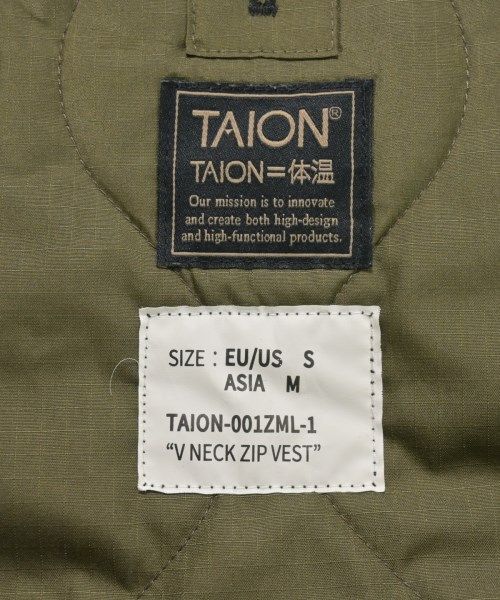 TAION®
TAION=体温
Our mission is to innovate
and create both high-design
and high-functional products.
SIZE : EU/US S
ASIA M
TAION-001ZML-1
“V NECK ZIP VEST”